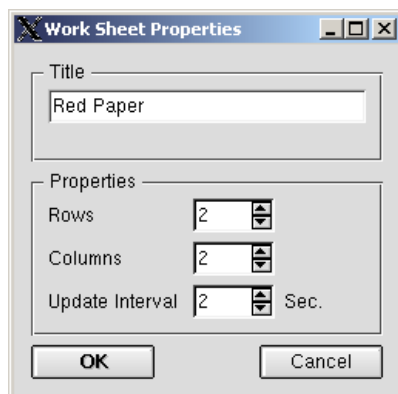 Work Sheet Properties
Title
Red Paper
Properties
Rows 2
Columns 2
Update Interval 2 Sec.
OK Cancel